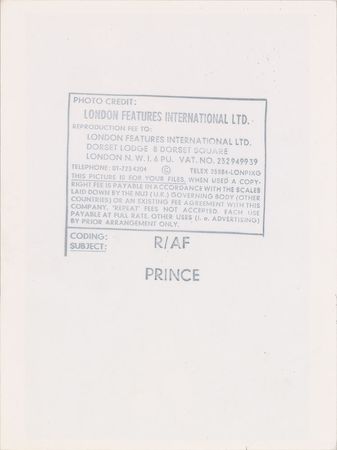 PHOTO CREDIT:
LONDON FEATURES INTERNATIONAL LTD.
REPRODUCTION FEE TO:
LONDON FEATURES INTERNATIONAL LTD.
DORSET LODGE 8 DORSET SQUARE
LONDON N.W.1. 6 PU. VAT. NO. 232 9499 39
TELEPHONE: 01-723 4204 © TELEX 25884-LONPIXG
THIS PICTURE IS FOR YOUR FILES. WHEN USED A COPY-
RIGHT FEE IS PAYABLE IN ACCORDANCE WITH THE SCALES
LAID DOWN BY THE NUJ (U.K.) GOVERNING BODY (OTHER
COUNTRIES) OR AN EXISTING FEE AGREEMENT WITH THIS
COMPANY. 'REPEAT' FEES NOT ACCEPTED. EACH USE
PAYABLE AT FULL RATE. OTHER USES (i. e. ADVERTISING)
BY PRIOR ARRANGEMENT ONLY.
CODING: R/AF
SUBJECT:
PRINCE